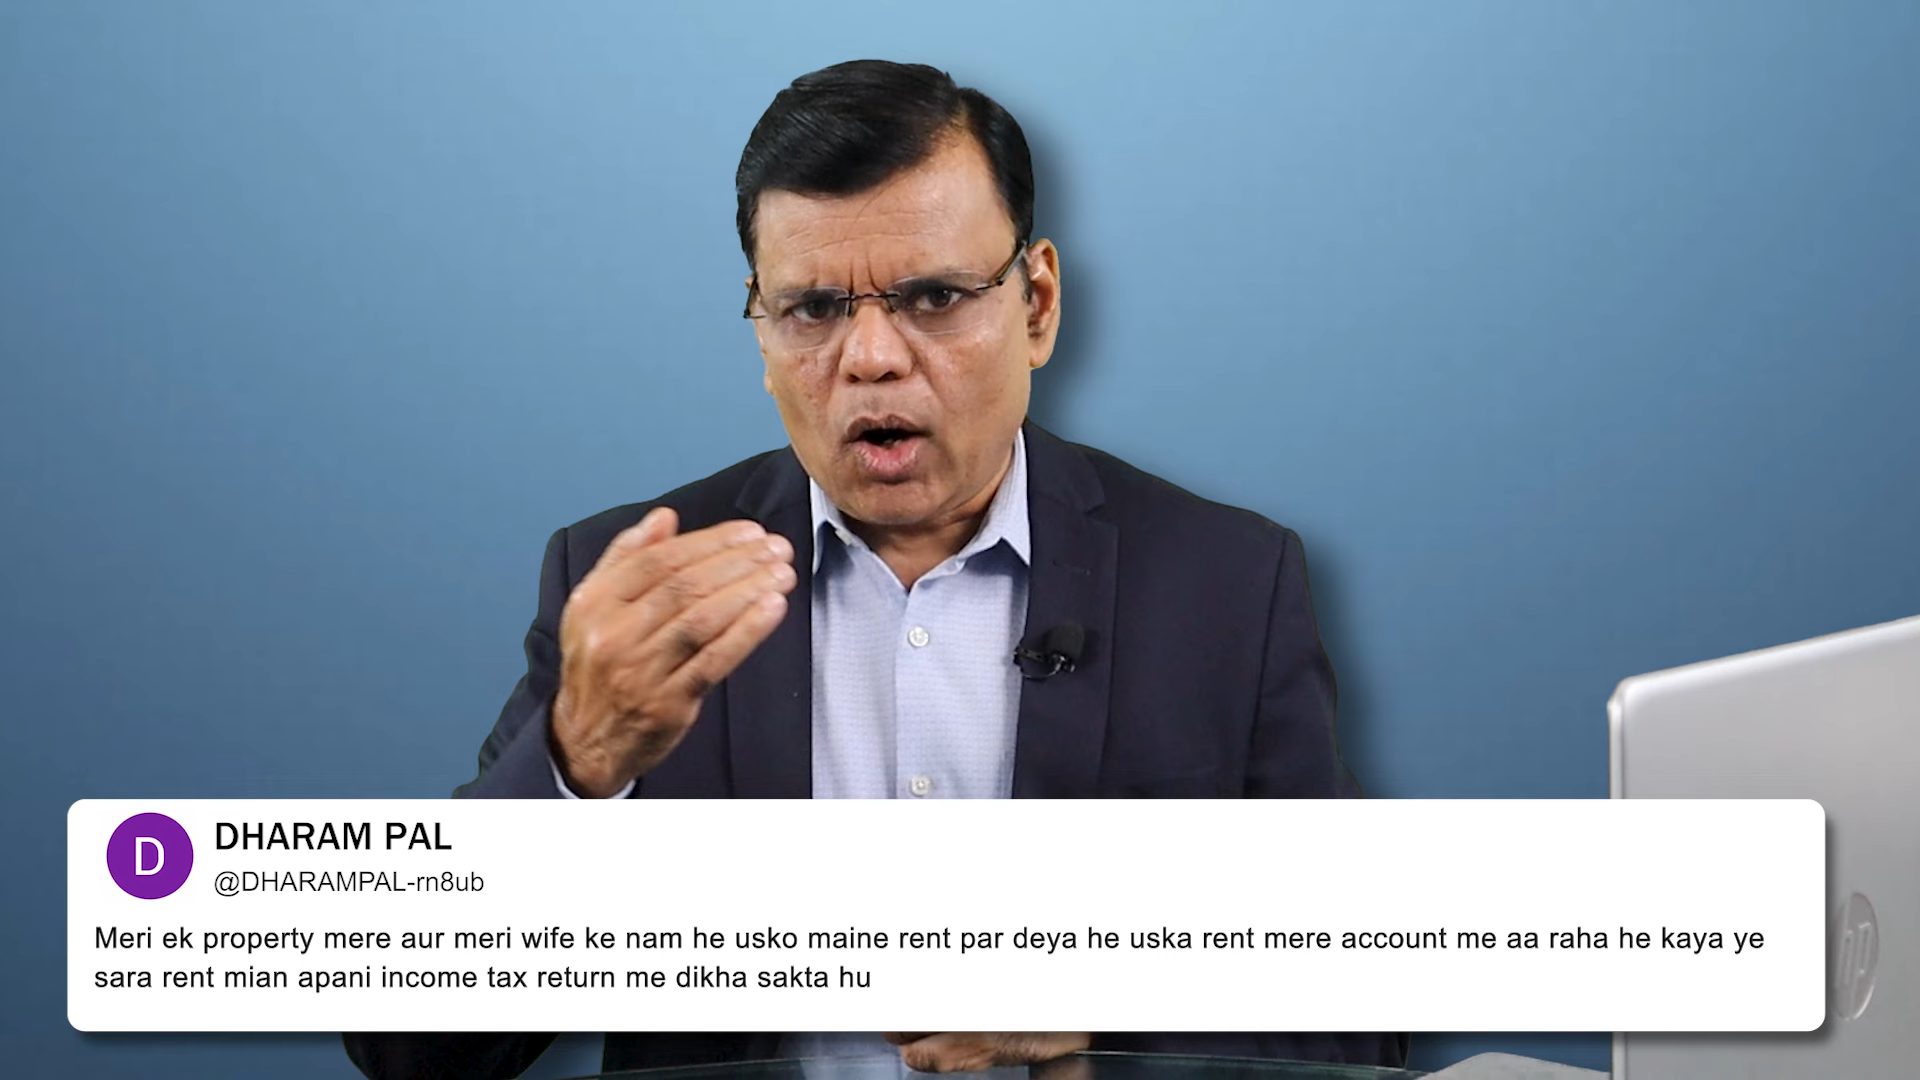 D
DHARAM PAL
@DHARAMPAL-rn8ub
Meri ek property mere aur meri wife ke nam he usko maine rent par deya he uska rent mere account me aa raha he kaya ye
sara rent mian apani income tax return me dikha sakta hu
hp